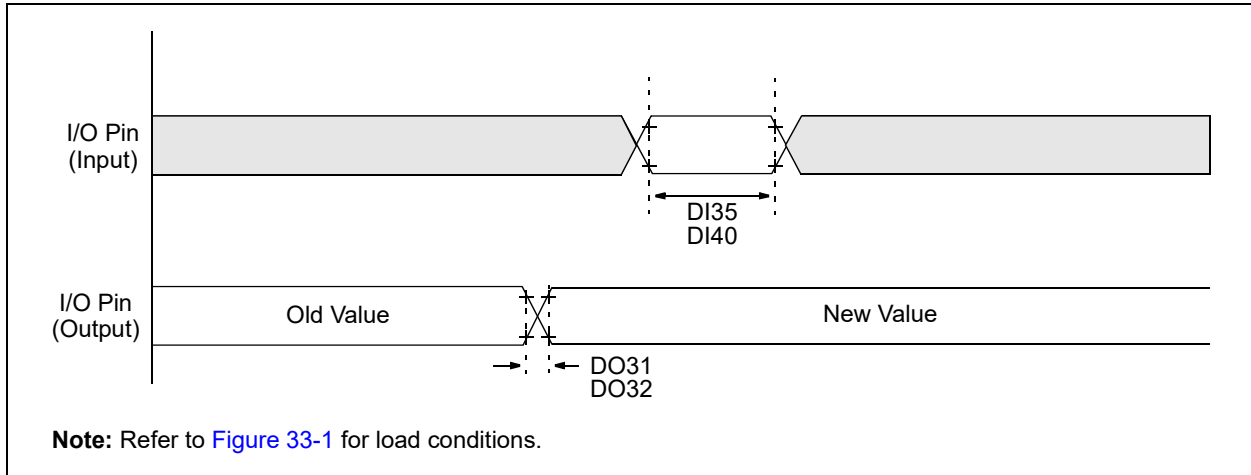 I/O Pin
(Input)
DI35
DI40
I/O Pin
(Output)
Old Value
New Value
DO31
DO32
Note: Refer to Figure 33-1 for load conditions.